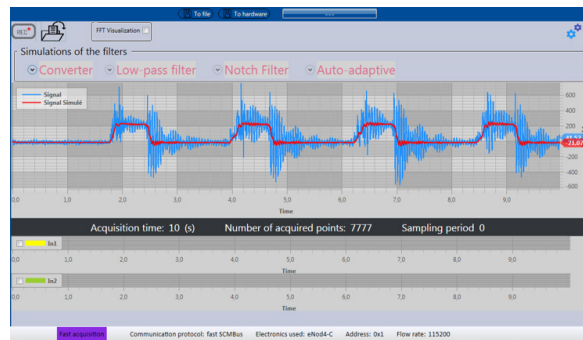 To file To hardware
REC
FFT Visualization
Simulations of the filters
Converter Low-pass filter Notch Filter Auto-adaptive
Signal
Signal Simulé
600
400
200
-21,07
-200
-400
-600
0,0 1,0 2,0 3,0 4,0 5,0 6,0 7,0 8,0 9,0
Time
Acquisition time: 10 (s) Number of acquired points: 7777 Sampling period 0
In1
0,0 1,0 2,0 3,0 4,0 5,0 6,0 7,0 8,0 9,0
Time
In2
0,0 1,0 2,0 3,0 4,0 5,0 6,0 7,0 8,0 9,0
Time
Fast acquisition Communication protocol: fast SCMBus Electronics used: eNod4-C Address: 0x1 Flow rate: 115200